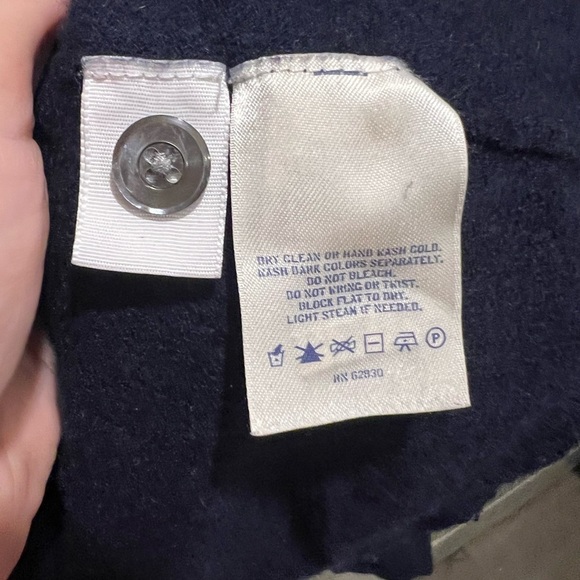 DRY CLEAN OR HAND WASH COLD.
WASH DARK COLORS SEPARATELY.
DO NOT BLEACH.
DO NOT WRING OR TWIST.
BLOCK FLAT TO DRY.
LIGHT STEAM IF NEEDED.
P
RN 62830